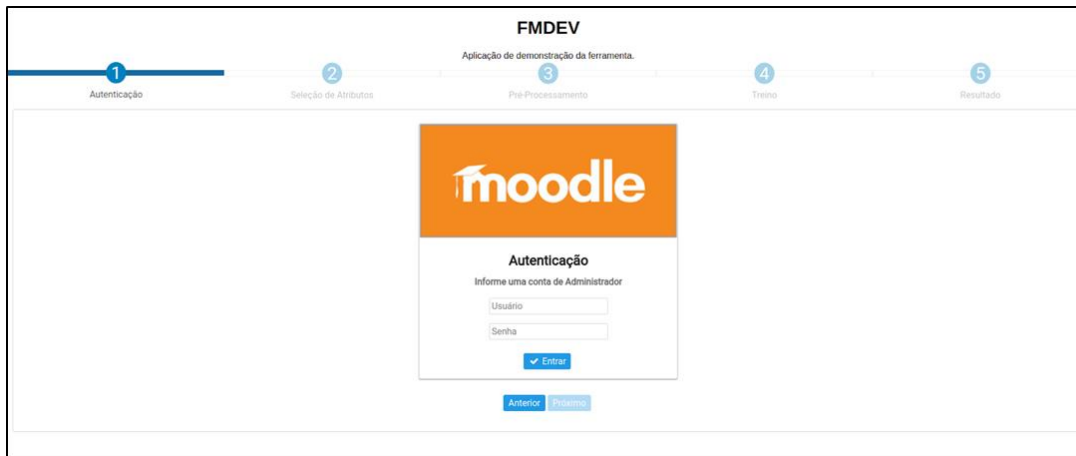 FMDEV
Aplicação de demonstração da ferramenta.
1 2 3 4 5
Autenticação Seleção de Atributos Pré-Processamento Treino Resultado
moodle
Autenticação
Informe uma conta de Administrador
Usuário
Senha
Entrar
Anterior Próximo